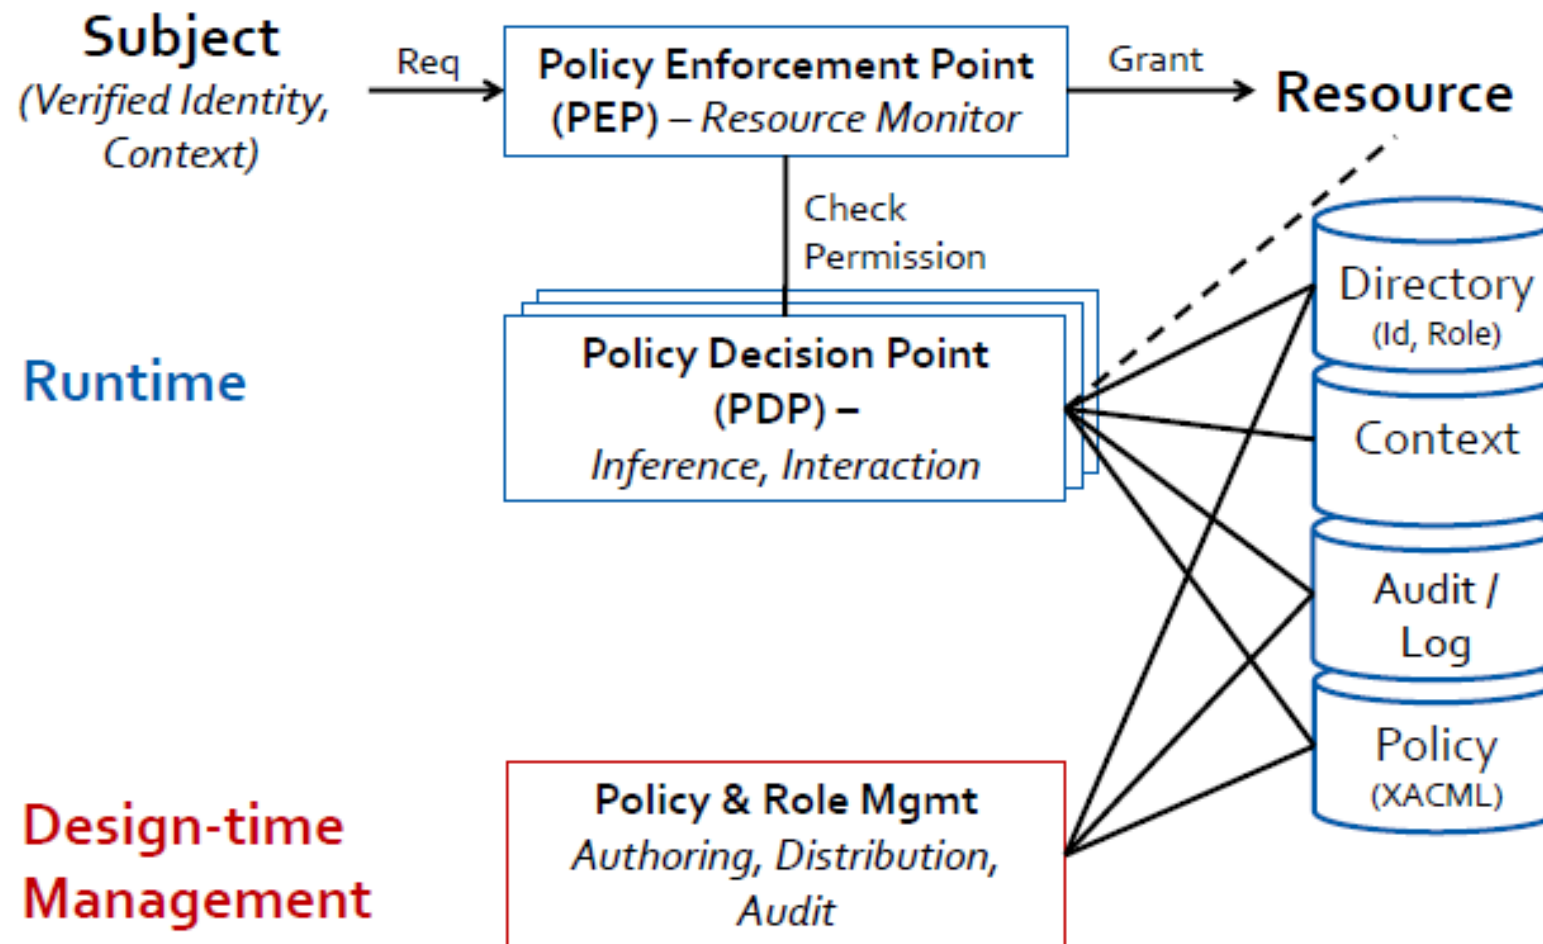 Subject
(Verified Identity,
Context)
Req
Policy Enforcement Point
(PEP) – Resource Monitor
Grant
Resource
Check
Permission
Runtime
Policy Decision Point
(PDP) –
Inference, Interaction
Directory
(Id, Role)
Context
Audit /
Log
Policy
(XACML)
Design-time
Management
Policy & Role Mgmt
Authoring, Distribution,
Audit